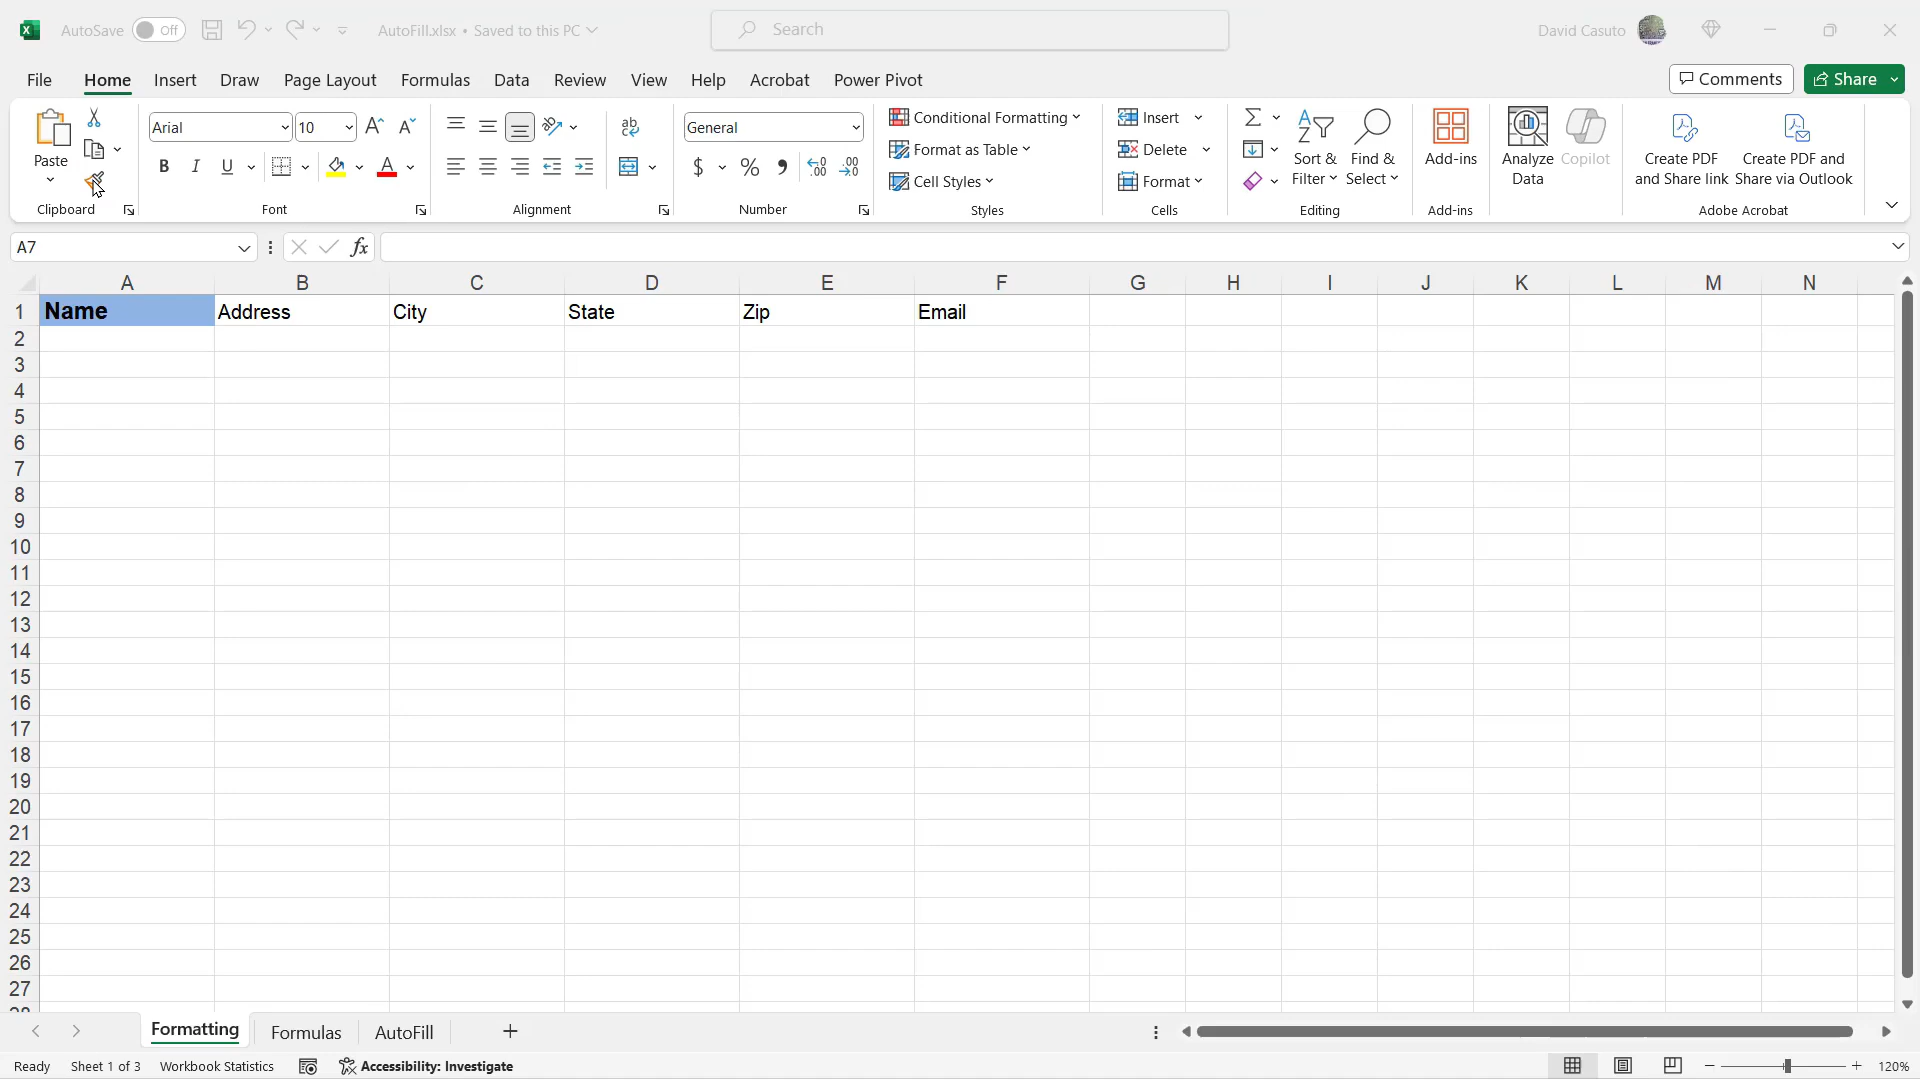 AutoSave Off AutoFill.xlsx • Saved to this PC Search David Casuto
File Home Insert Draw Page Layout Formulas Data Review View Help Acrobat Power Pivot Comments Share
Paste
Clipboard
Arial 10
B I U A
Font
ab
Alignment
General
$ % , .00
Number
Conditional Formatting
Format as Table
Cell Styles
Styles
Insert
Delete
Format
Cells
Sort &
Filter
Find &
Select
Editing
Add-ins
Add-ins
Analyze
Data
Copilot
Create PDF
and Share link
Create PDF and
Share via Outlook
Adobe Acrobat
A7 fx
A B C D E F G H I J K L M N
1 Name Address City State Zip Email
2
3
4
5
6
7
8
9
10
11
12
13
14
15
16
17
18
19
20
21
22
23
24
25
26
27
Formatting Formulas AutoFill
Ready Sheet 1 of 3 Workbook Statistics Accessibility: Investigate 120%